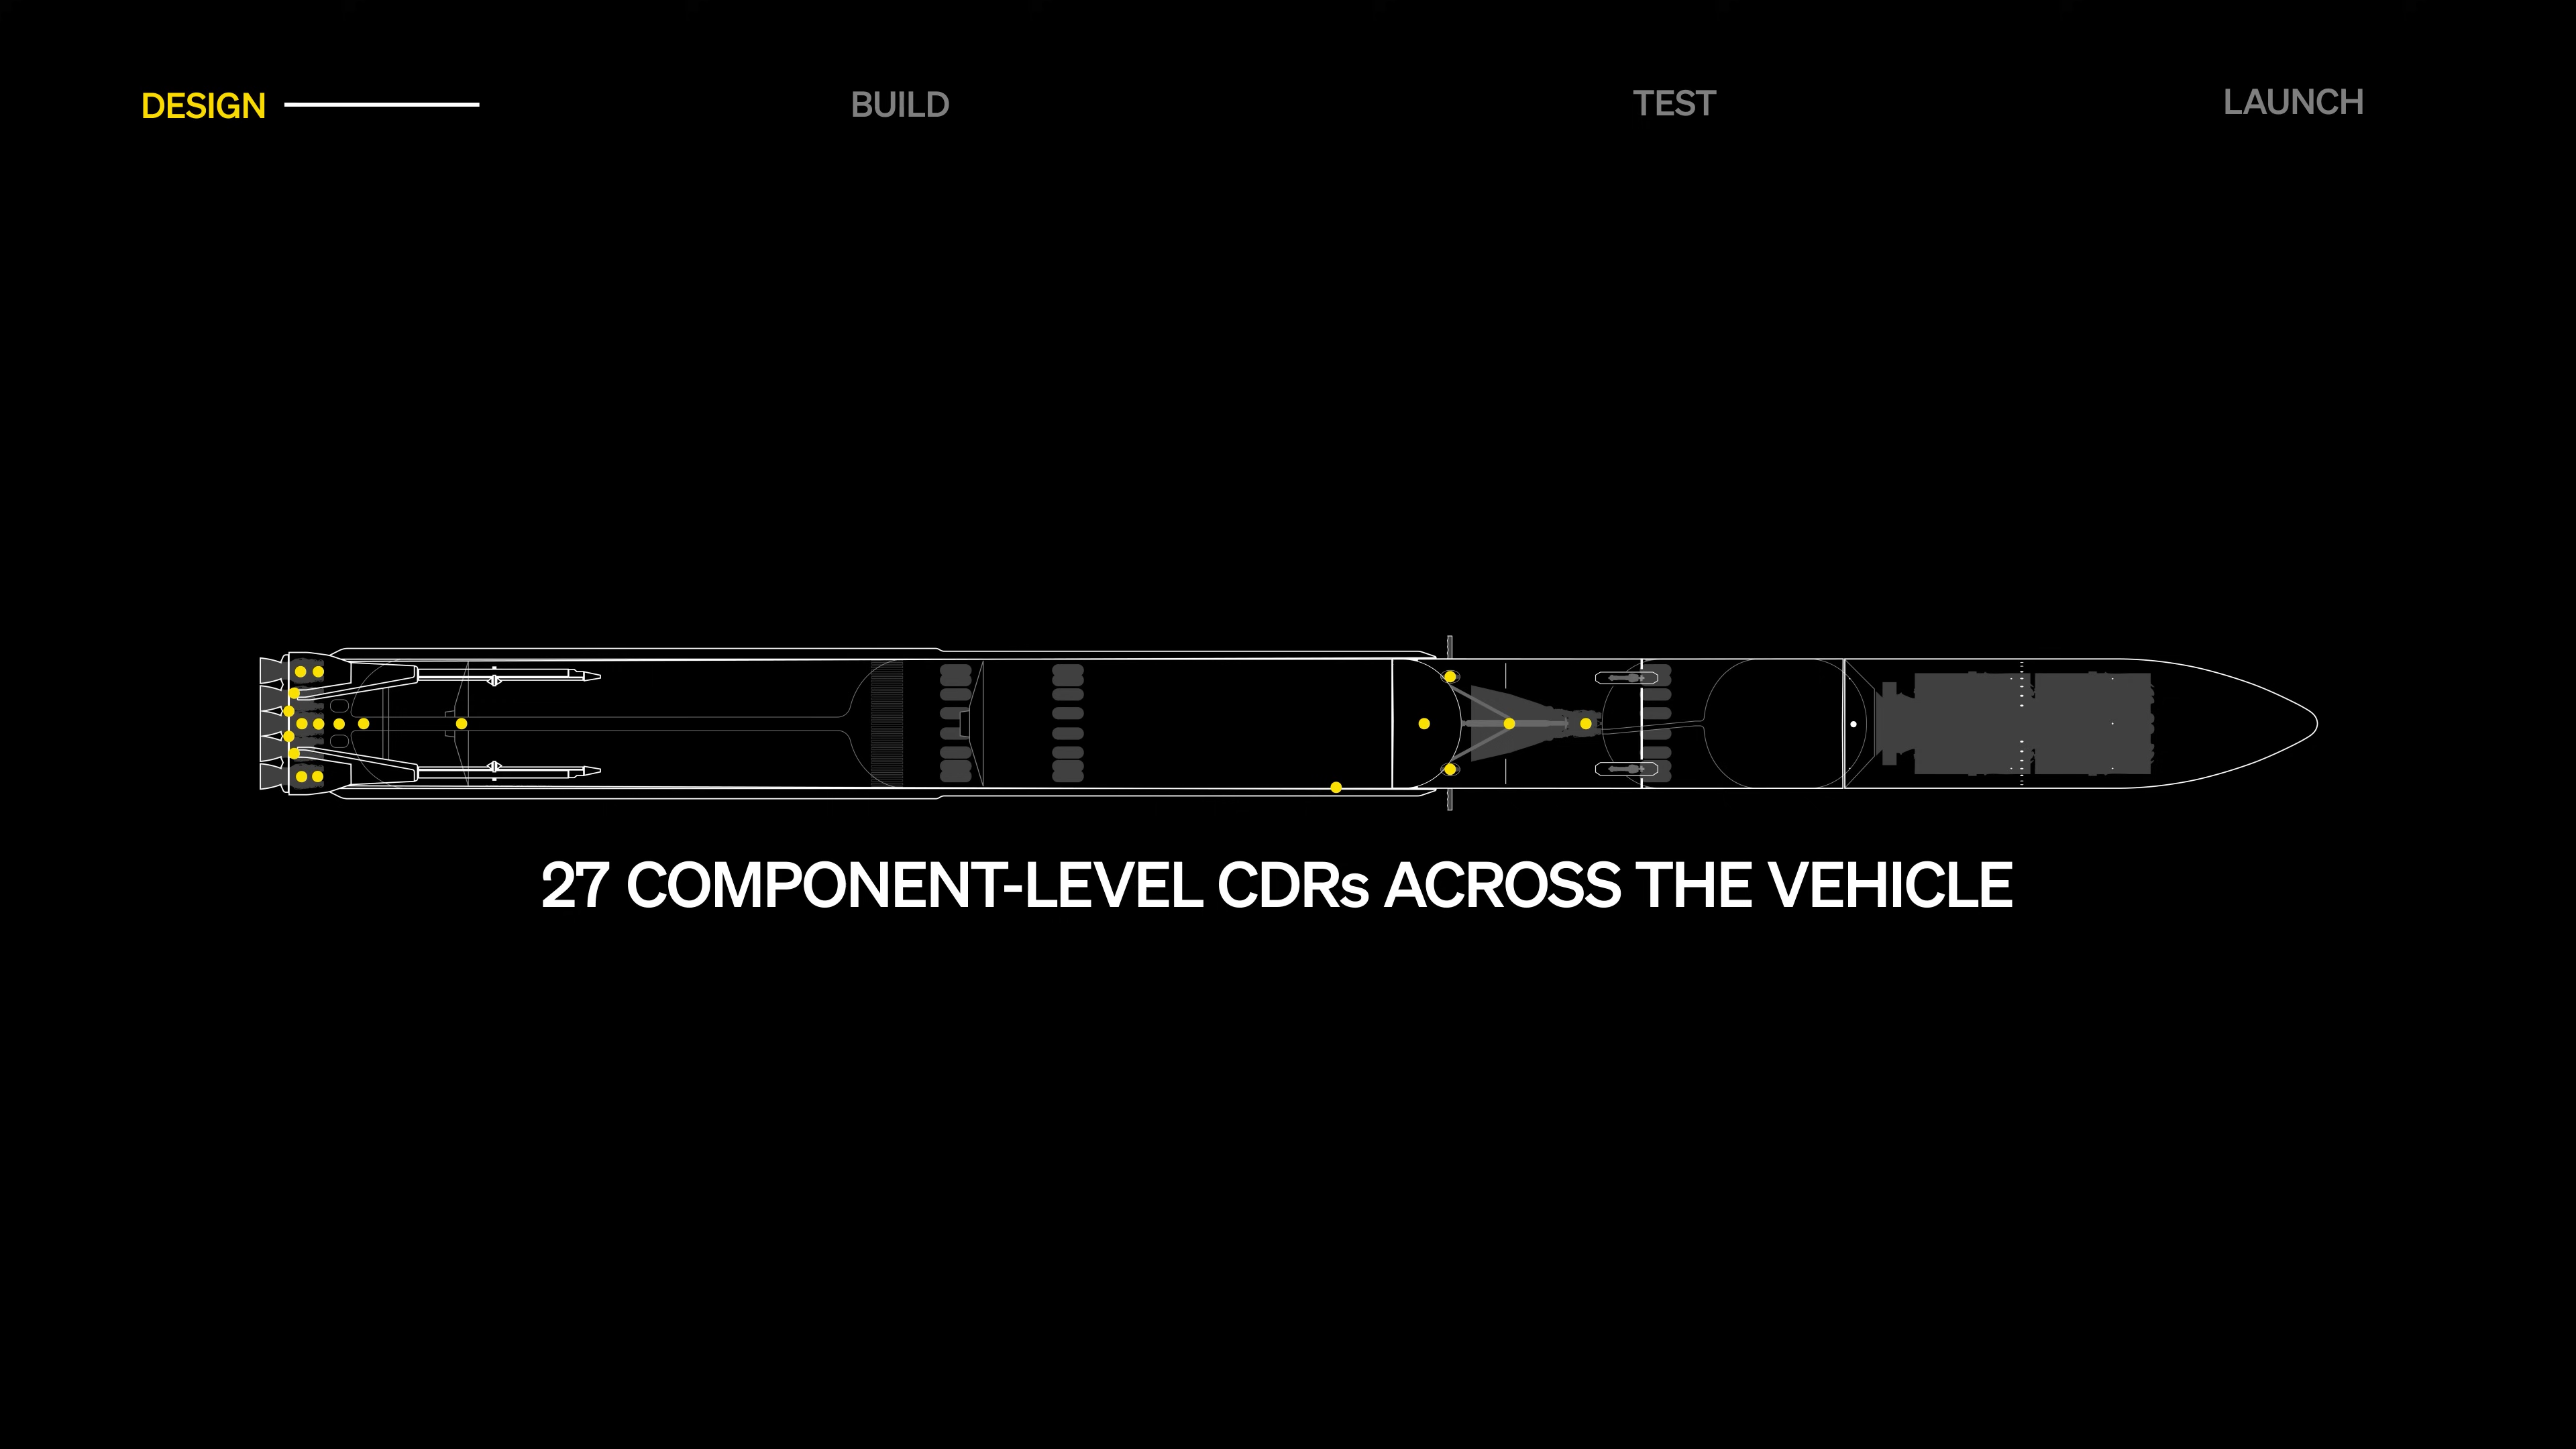 DESIGN BUILD TEST LAUNCH
27 COMPONENT-LEVEL CDRs ACROSS THE VEHICLE